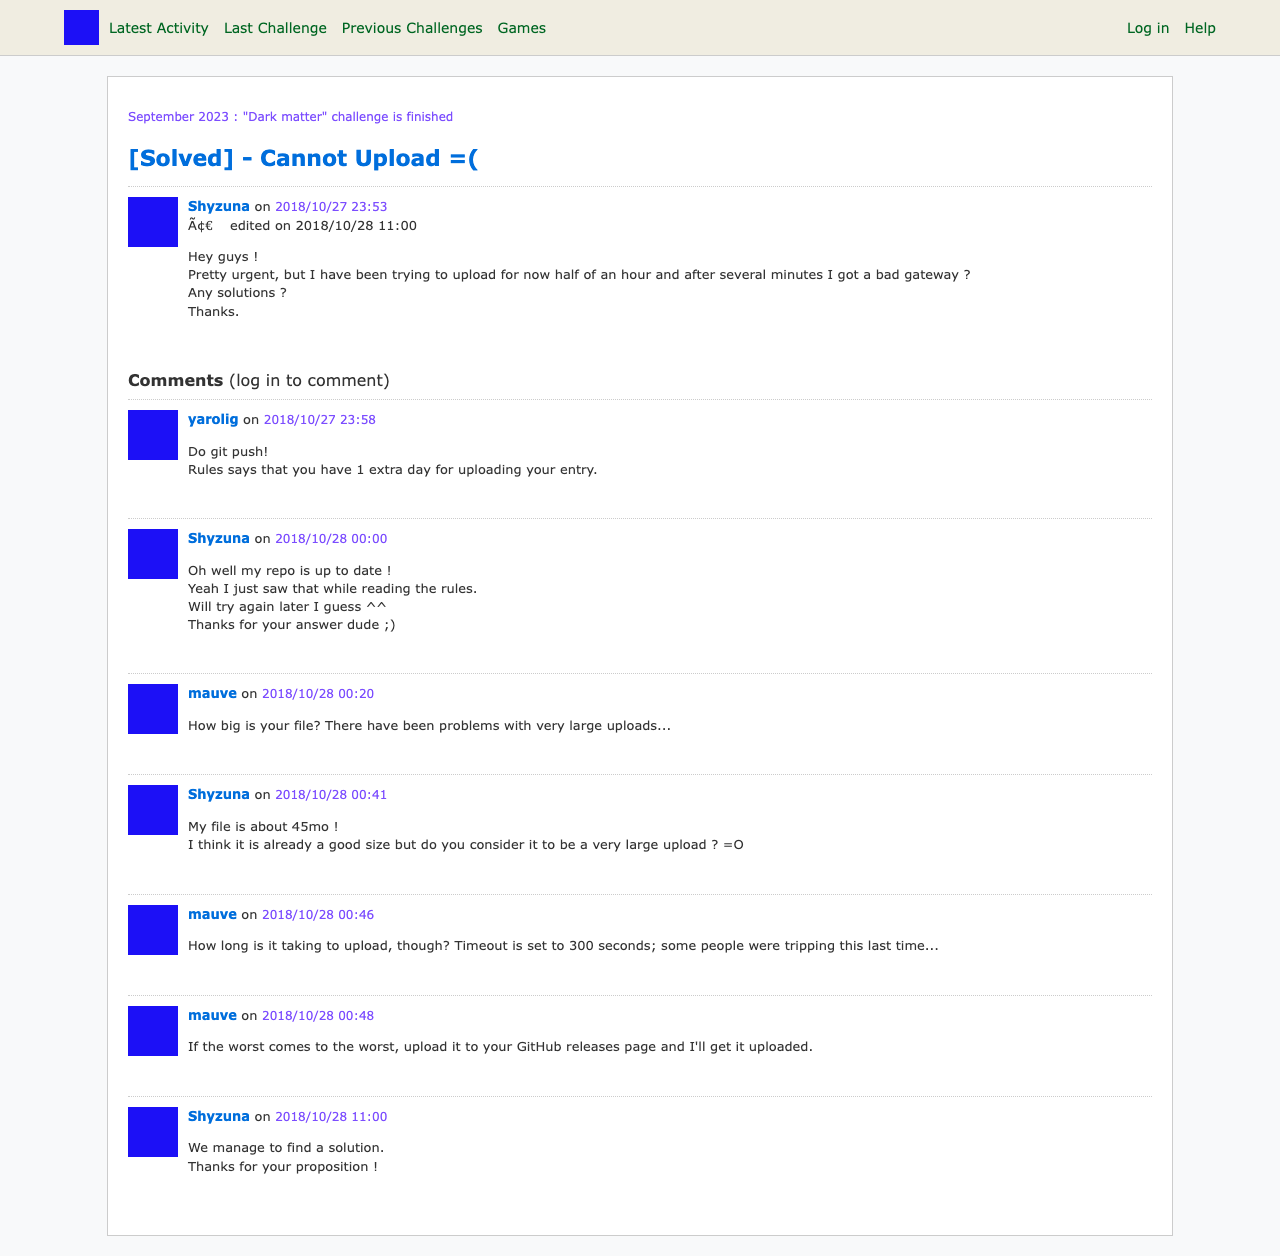 Latest Activity Last Challenge Previous Challenges Games Log in Help
September 2023 : "Dark matter" challenge is finished
[Solved] - Cannot Upload =(
Shyzuna on 2018/10/27 23:53
Ã¢€ edited on 2018/10/28 11:00
Hey guys !
Pretty urgent, but I have been trying to upload for now half of an hour and after several minutes I got a bad gateway ?
Any solutions ?
Thanks.
Comments (log in to comment)
yarolig on 2018/10/27 23:58
Do git push!
Rules says that you have 1 extra day for uploading your entry.
Shyzuna on 2018/10/28 00:00
Oh well my repo is up to date !
Yeah I just saw that while reading the rules.
Will try again later I guess ^^
Thanks for your answer dude ;)
mauve on 2018/10/28 00:20
How big is your file? There have been problems with very large uploads...
Shyzuna on 2018/10/28 00:41
My file is about 45mo !
I think it is already a good size but do you consider it to be a very large upload ? =O
mauve on 2018/10/28 00:46
How long is it taking to upload, though? Timeout is set to 300 seconds; some people were tripping this last time...
mauve on 2018/10/28 00:48
If the worst comes to the worst, upload it to your GitHub releases page and I'll get it uploaded.
Shyzuna on 2018/10/28 11:00
We manage to find a solution.
Thanks for your proposition !